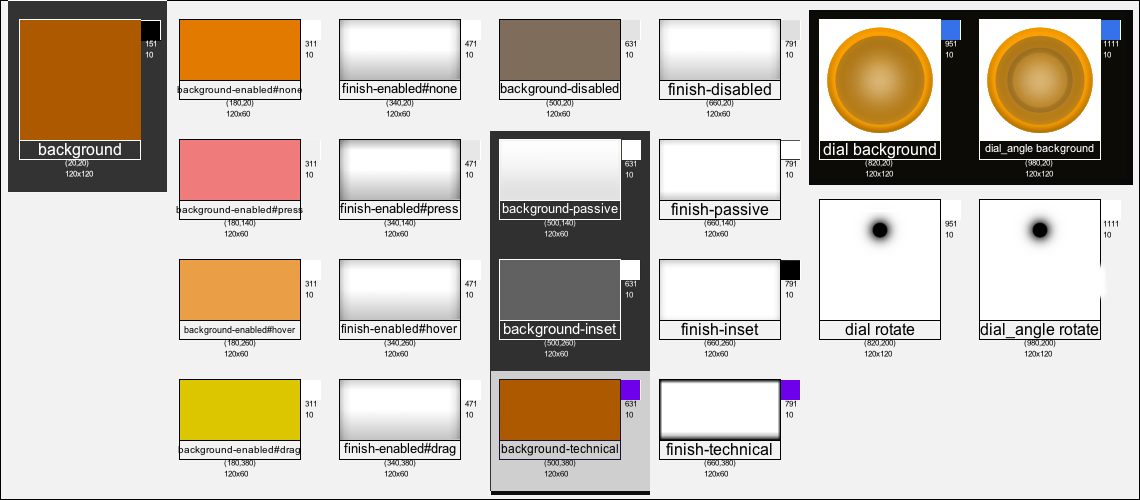 151
10
background
(20,20)
120x120
311
10
background-enabled#none
(180,20)
120x60
471
10
finish-enabled#none
(340,20)
120x60
631
10
background-disabled
(500,20)
120x60
791
10
finish-disabled
(660,20)
120x60
951
10
dial background
(820,20)
120x120
1111
10
dial_angle background
(980,20)
120x120
311
10
background-enabled#press
(180,140)
120x60
471
10
finish-enabled#press
(340,140)
120x60
631
10
background-passive
(500,140)
120x60
791
10
finish-passive
(660,140)
120x60
951
10
dial rotate
(820,200)
120x120
1111
10
dial_angle rotate
(980,200)
120x120
311
10
background-enabled#hover
(180,260)
120x60
471
10
finish-enabled#hover
(340,260)
120x60
631
10
background-inset
(500,260)
120x60
791
10
finish-inset
(660,260)
120x60
311
10
background-enabled#drag
(180,380)
120x60
471
10
finish-enabled#drag
(340,380)
120x60
631
10
background-technical
(500,380)
120x60
791
10
finish-technical
(660,380)
120x60